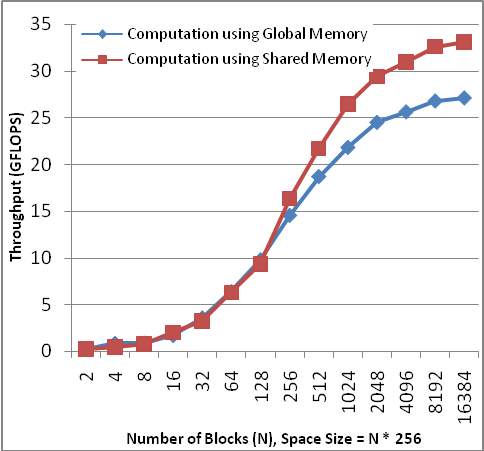 35
Computation using Global Memory
Computation using Shared Memory
30
25
20
15
10
5
0
Throughput (GFLOPS)
2 4 8 16 32 64 128 256 512 1024 2048 4096 8192 16384
Number of Blocks (N), Space Size = N * 256